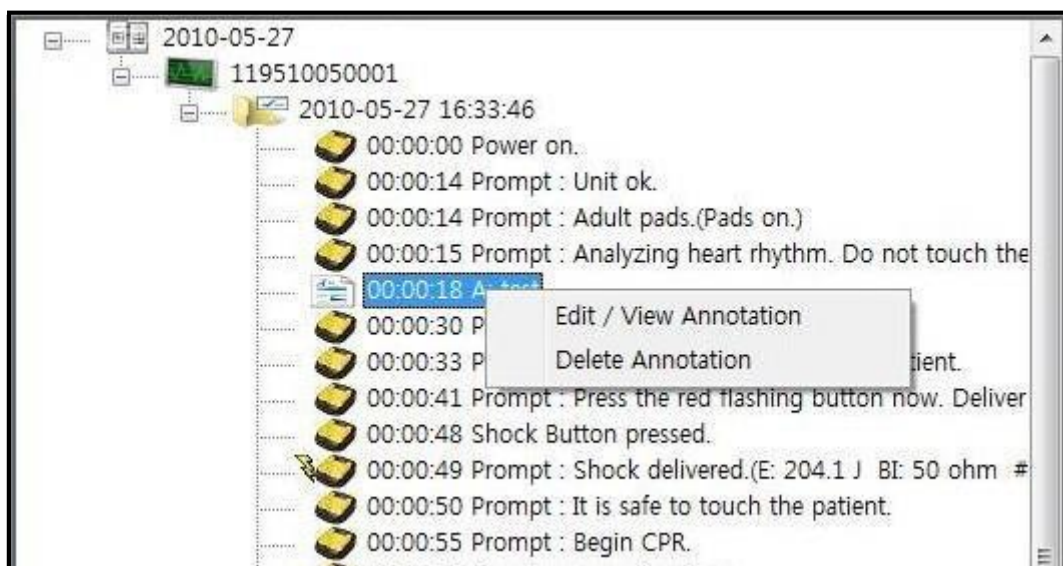 2010-05-27
119510050001
2010-05-27 16:33:46
00:00:00 Power on.
00:00:14 Prompt : Unit ok.
00:00:14 Prompt : Adult pads.(Pads on.)
00:00:15 Prompt : Analyzing heart rhythm. Do not touch the
00:00:18 A: test
Edit / View Annotation
00:00:30 P
Delete Annotation
00:00:33 P tient.
00:00:41 Prompt : Press the red flashing button now. Deliver
00:00:48 Shock Button pressed.
00:00:49 Prompt : Shock delivered.(E: 204.1 J BI: 50 ohm #
00:00:50 Prompt : It is safe to touch the patient.
00:00:55 Prompt : Begin CPR.